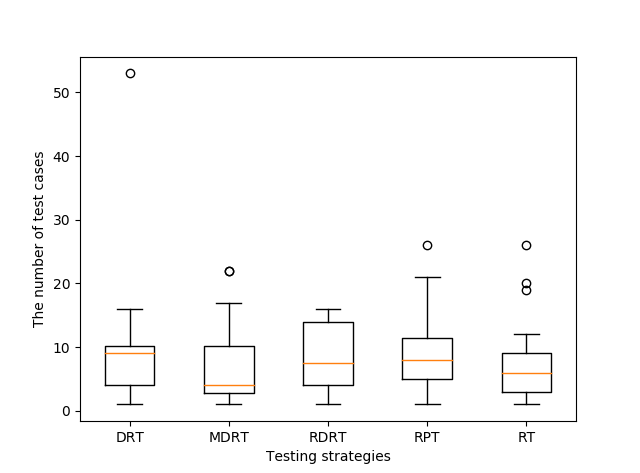 The number of test cases
50
40
30
20
10
0
DRT MDRT RDRT RPT RT
Testing strategies